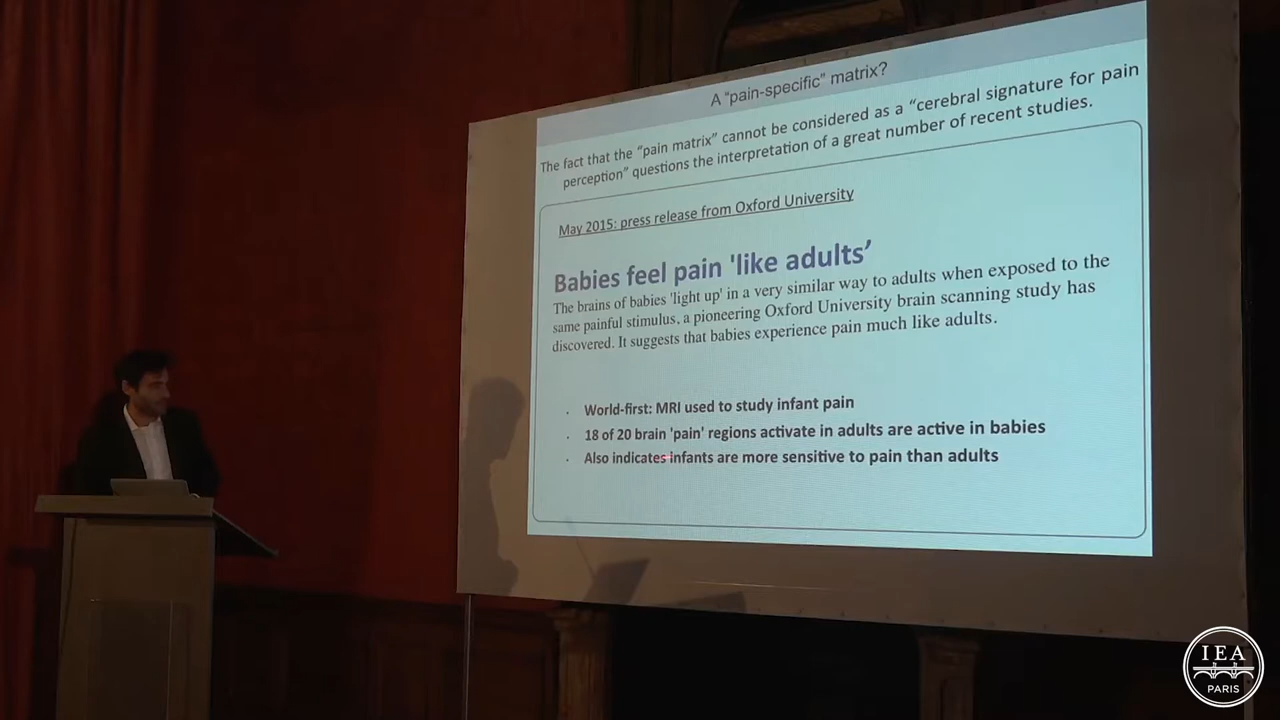 A "pain-specific" matrix?
The fact that the "pain matrix" cannot be considered as a "cerebral signature for pain
perception" questions the interpretation of a great number of recent studies.
May 2015: press release from Oxford University
Babies feel pain 'like adults’
The brains of babies 'light up' in a very similar way to adults when exposed to the
same painful stimulus, a pioneering Oxford University brain scanning study has
discovered. It suggests that babies experience pain much like adults.
· World-first: MRI used to study infant pain
· 18 of 20 brain 'pain' regions activate in adults are active in babies
· Also indicates infants are more sensitive to pain than adults
IEA
PARIS